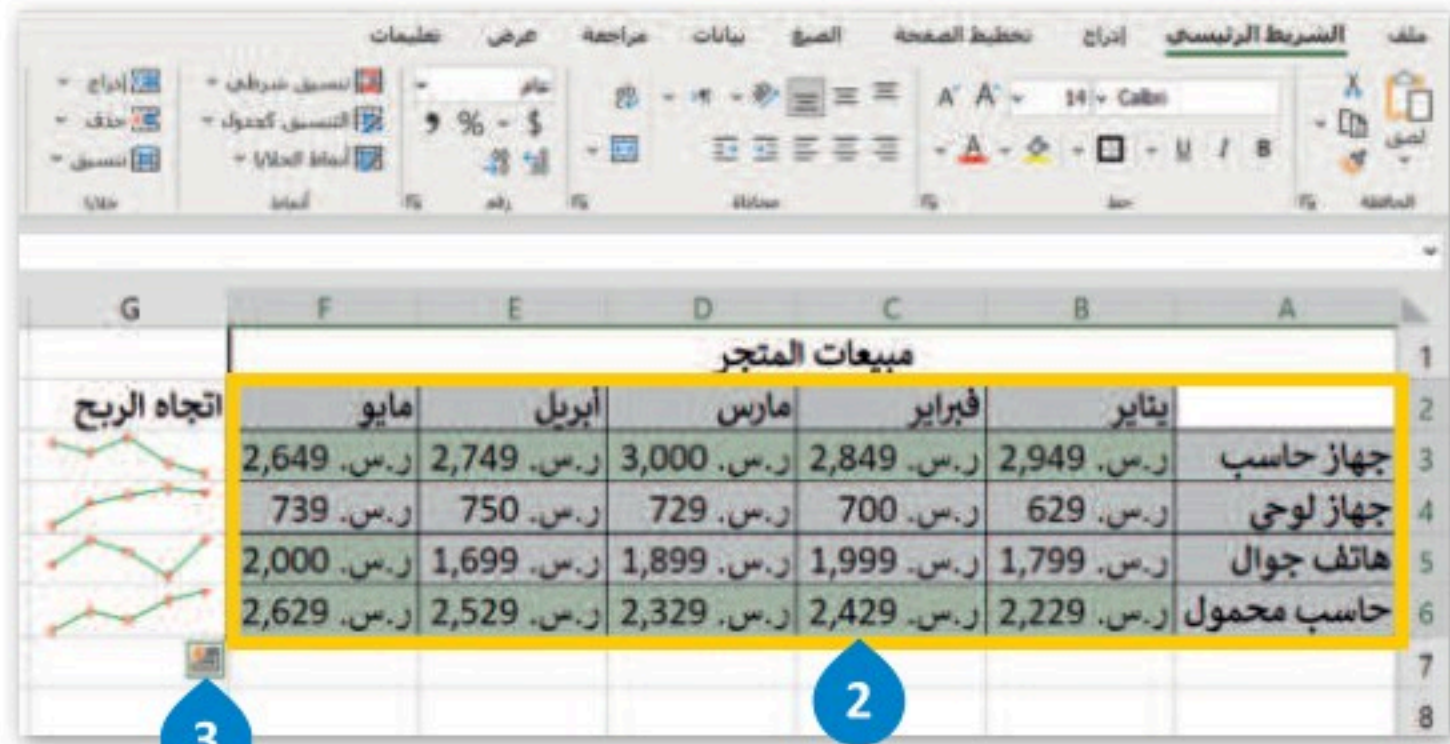 ملف الشريط الرئيسي إدراج تخطيط الصفحة الصيغ بيانات مراجعة عرض تعليمات
لصق
Calibri 14 A A
B I U A
عام
$ % 9
تنسيق شرطي
التنسيق كجدول
أنماط الخلايا
إدراج
حذف
تنسيق
الحافظة خط محاذاة رقم أنماط خلايا
A B C D E F G
1 مبيعات المتجر
2 يناير فبراير مارس أبريل مايو اتجاه الربح
3 جهاز حاسب ر.س. 2,949 ر.س. 2,849 ر.س. 3,000 ر.س. 2,749 ر.س. 2,649
4 جهاز لوحي ر.س. 629 ر.س. 700 ر.س. 729 ر.س. 750 ر.س. 739
5 هاتف جوال ر.س. 1,799 ر.س. 1,999 ر.س. 1,899 ر.س. 1,699 ر.س. 2,000
6 حاسب محمول ر.س. 2,229 ر.س. 2,429 ر.س. 2,329 ر.س. 2,529 ر.س. 2,629
7
8
2
3